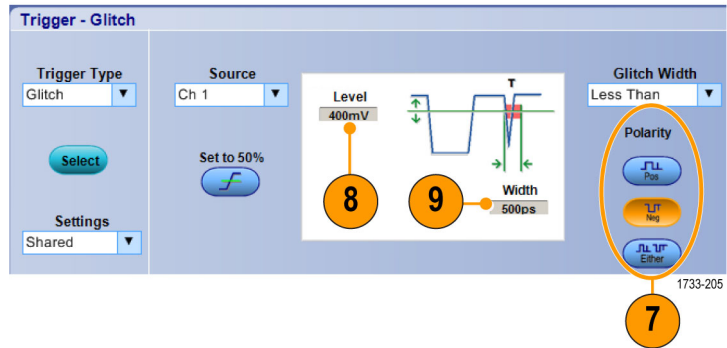 Trigger - Glitch
Trigger Type
Glitch
Select
Settings
Shared
Source
Ch 1
Set to 50%
Level
400mV
8
T
9
Width
500ps
Glitch Width
Less Than
Polarity
Pos
Neg
Either
1733-205
7